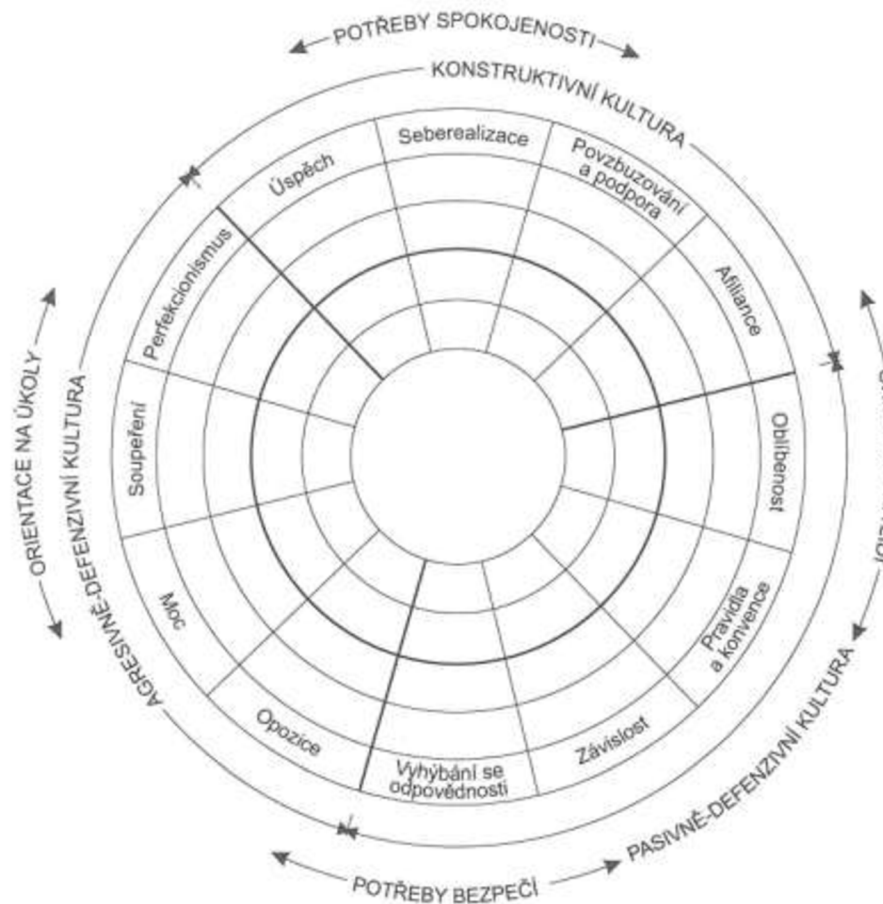 POTŘEBY SPOKOJENOSTI
KONSTRUKTIVNÍ KULTURA
Úspěch
Seberealizace
Povzbuzování
a podpora
Afiliance
Perfekcionismus
Soupeření
Oblíbenost
ORIENTACE NA ÚKOLY
AGRESIVNĚ-DEFENZIVNÍ KULTURA
Moc
Pravidla
a konvence
Opozice
Vyhýbání se
odpovědnosti
Závislost
PASIVNĚ-DEFENZIVNÍ KULTURA
POTŘEBY BEZPEČÍ